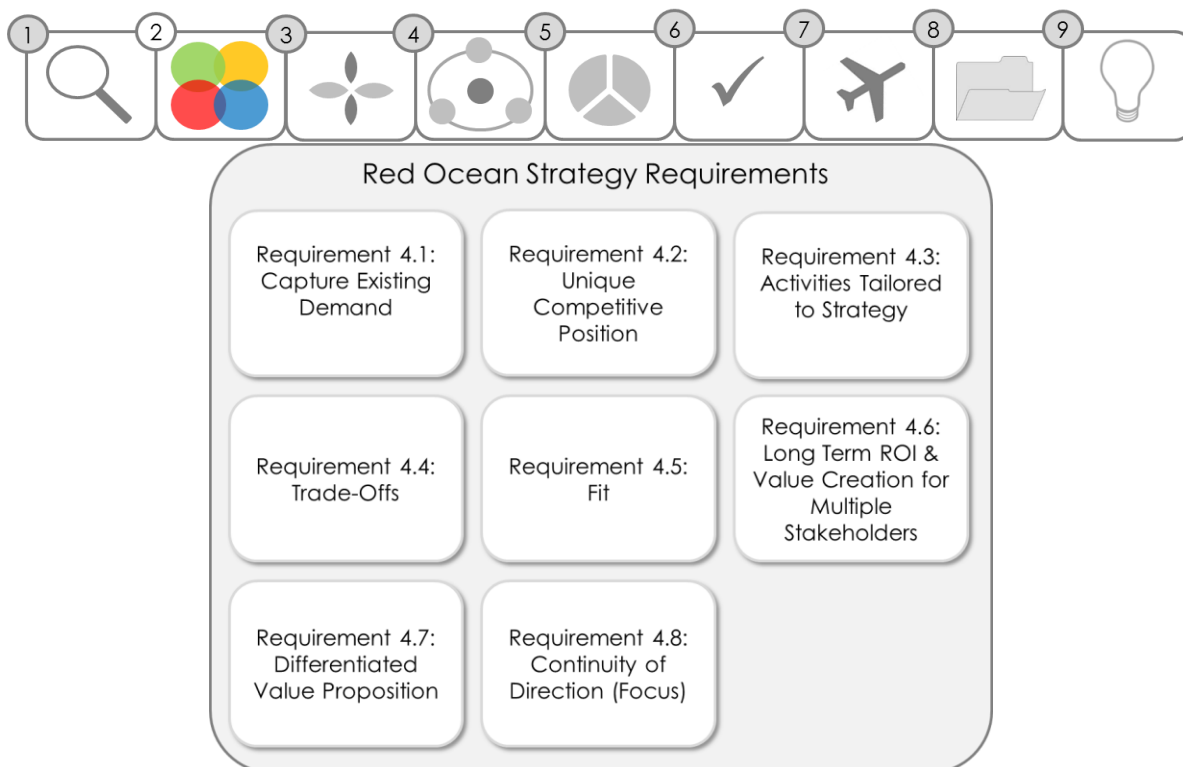 1
2
3
4
5
6
7
8
9
Red Ocean Strategy Requirements
Requirement 4.1:
Capture Existing
Demand
Requirement 4.2:
Unique
Competitive
Position
Requirement 4.3:
Activities Tailored
to Strategy
Requirement 4.4:
Trade-Offs
Requirement 4.5:
Fit
Requirement 4.6:
Long Term ROI &
Value Creation for
Multiple
Stakeholders
Requirement 4.7:
Differentiated
Value Proposition
Requirement 4.8:
Continuity of
Direction (Focus)